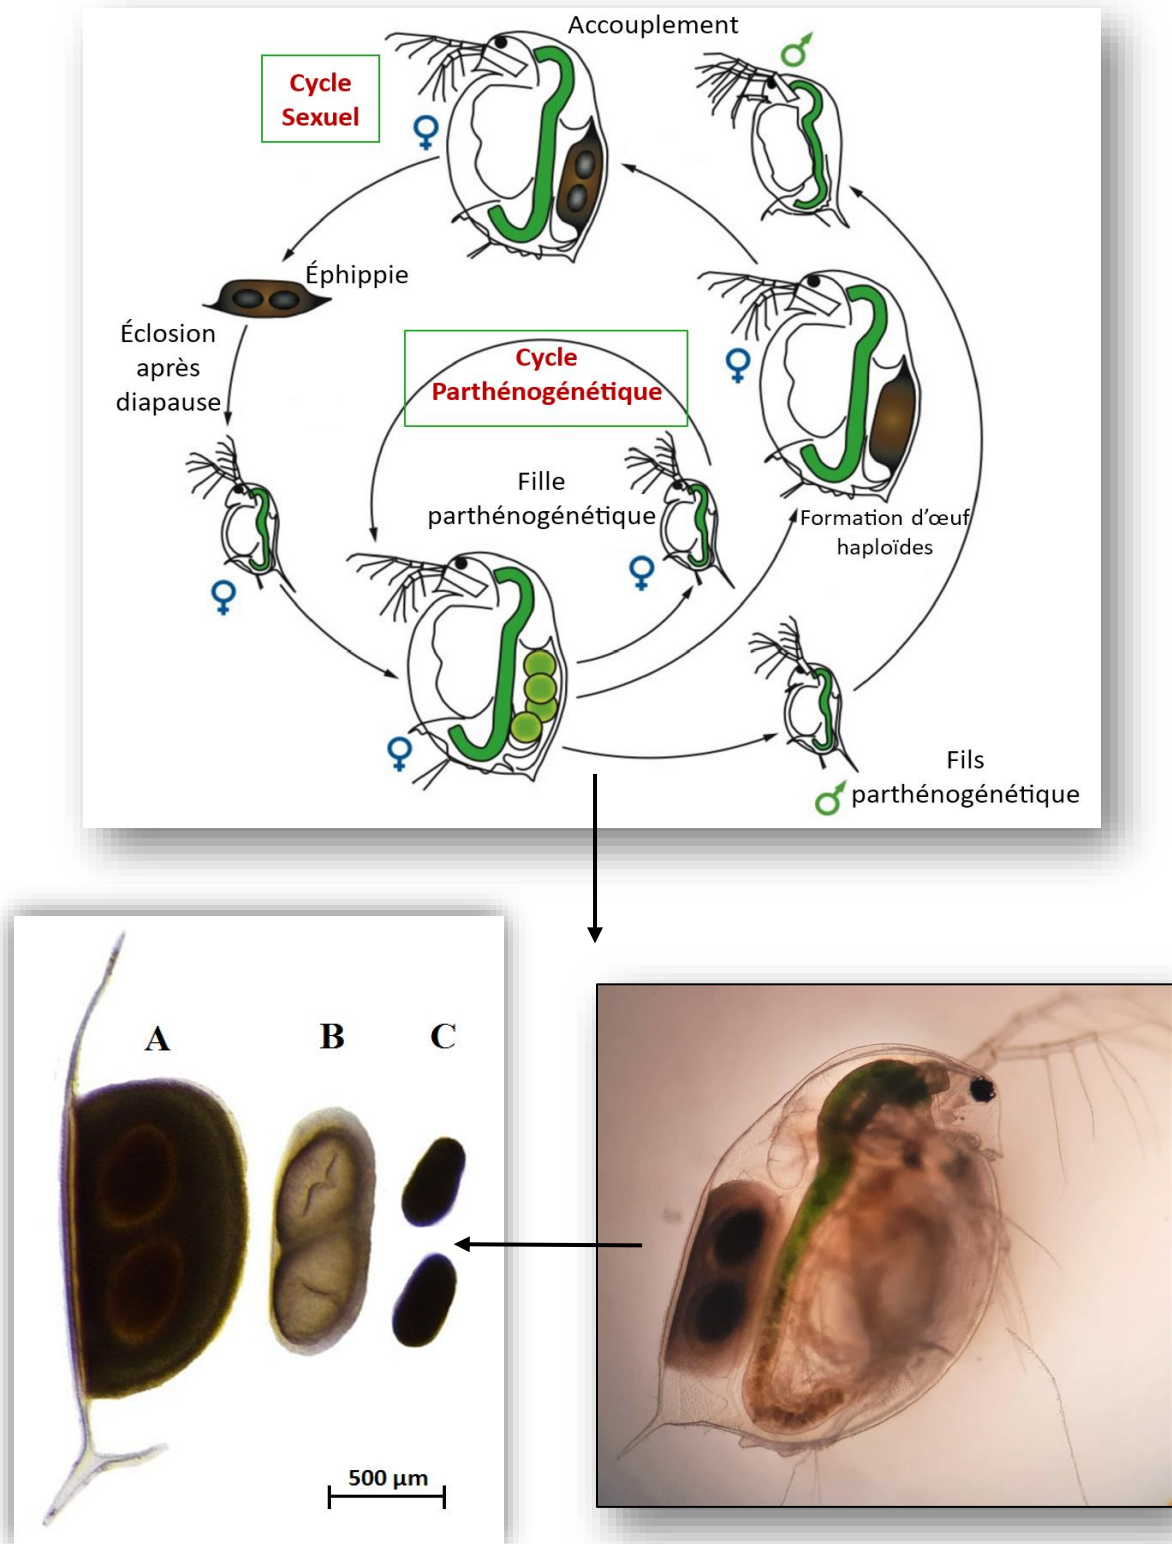 Accouplement
Cycle
Sexuel
Éphippie
Éclosion
après
diapause
Cycle
Parthénogénétique
Fille
parthénogénétique
Formation d’œuf
haploïdes
Fils
parthénogénétique
A
B
C
500 µm